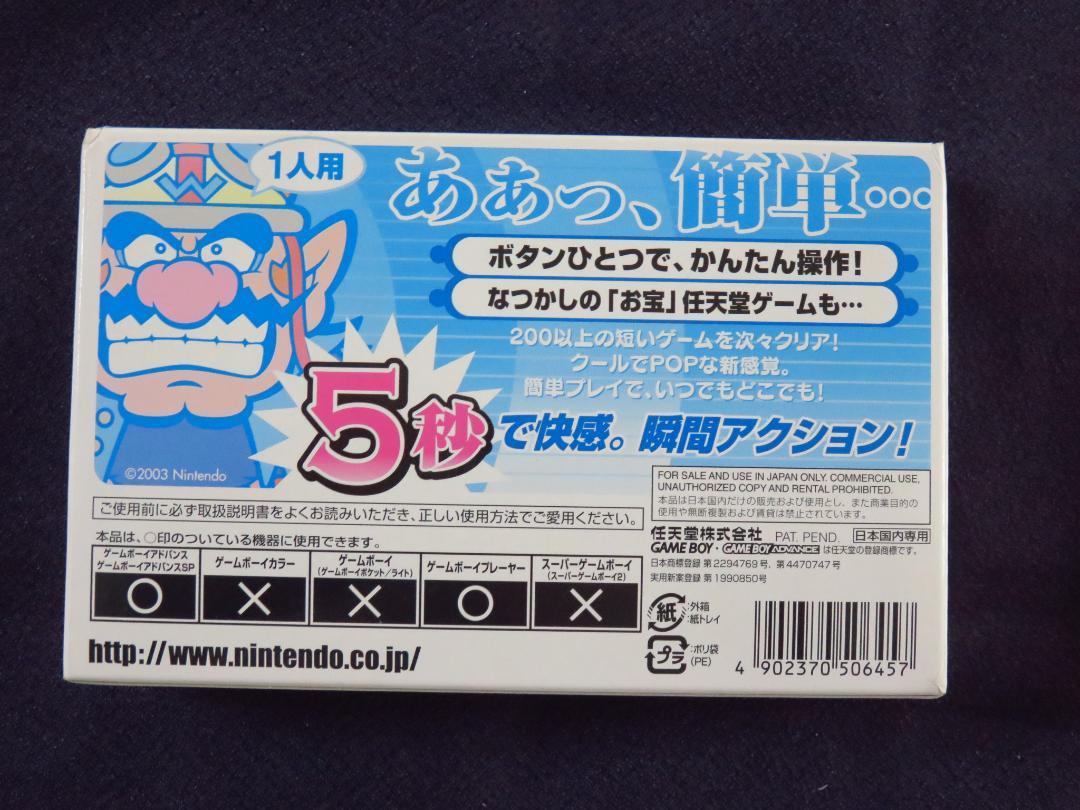 1人用
ああっ、簡単…
ボタンひとつで、かんたん操作!
なつかしの「お宝」任天堂ゲームも…
200以上の短いゲームを次々クリア!
クールでPOPな新感覚。
簡単プレイで、いつでもどこでも!
5秒で快感。瞬間アクション!
©2003 Nintendo
FOR SALE AND USE IN JAPAN ONLY. COMMERCIAL USE,
UNAUTHORIZED COPY AND RENTAL PROHIBITED.
本品は日本国内だけの販売および使用とし、また商業目的の
使用や無断複製および賃貸は禁止されています。
ご使用前に必ず取扱説明書をよくお読みいただき、正しい使用方法でご愛用ください。
本品は、○印のついている機器に使用できます。
ゲームボーイアドバンス
ゲームボーイアドバンスSP
ゲームボーイカラー
ゲームボーイ
(ゲームボーイポケット/ライト)
ゲームボーイプレーヤー
スーパーゲームボーイ
(スーパーゲームボーイ2)
○ × × ○ ×
http://www.nintendo.co.jp/
任天堂株式会社 PAT. PEND. 日本国内専用
GAME BOY・GAME BOY ADVANCE は任天堂の登録商標です。
日本商標登録 第2294769号、第4470747号
実用新案登録 第1990850号
紙 :外箱
:紙トレイ
プラ :ポリ袋
(PE)
4 902370 506457